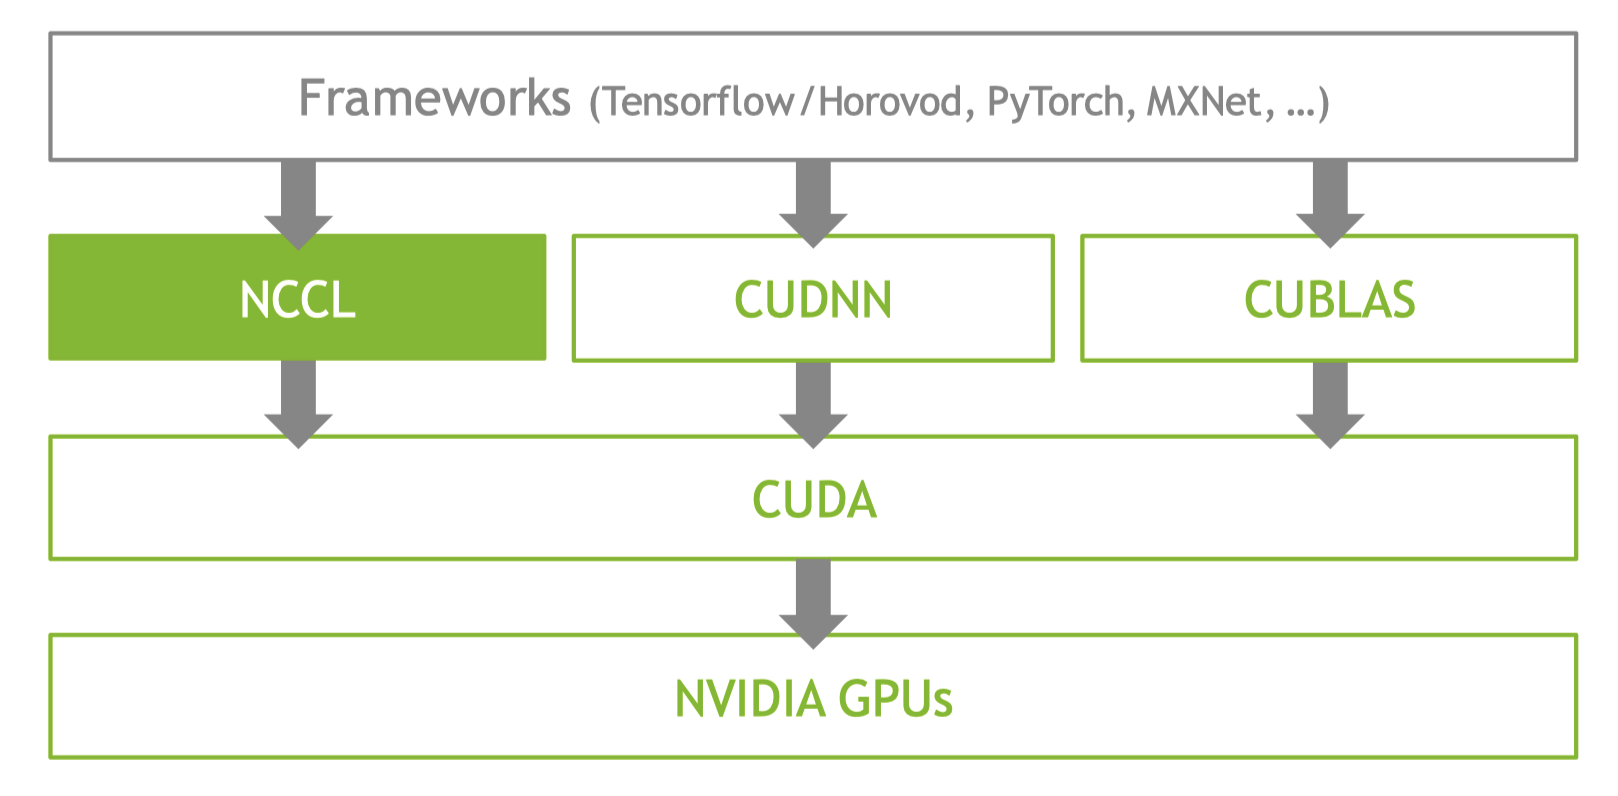 Frameworks (Tensorflow/Horovod, PyTorch, MXNet, …)
NCCL
CUDNN
CUBLAS
CUDA
NVIDIA GPUs